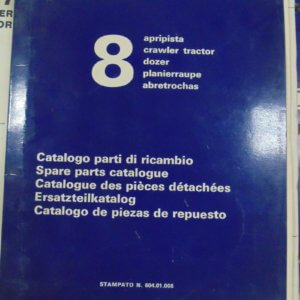 8
apripista
crawler tractor
dozer
planierraupe
abretrochas
Catalogo parti di ricambio
Spare parts catalogue
Catalogue des pièces détachées
Ersatzteilkatalog
Catalogo de piezas de repuesto
STAMPATO N. 604.01.008